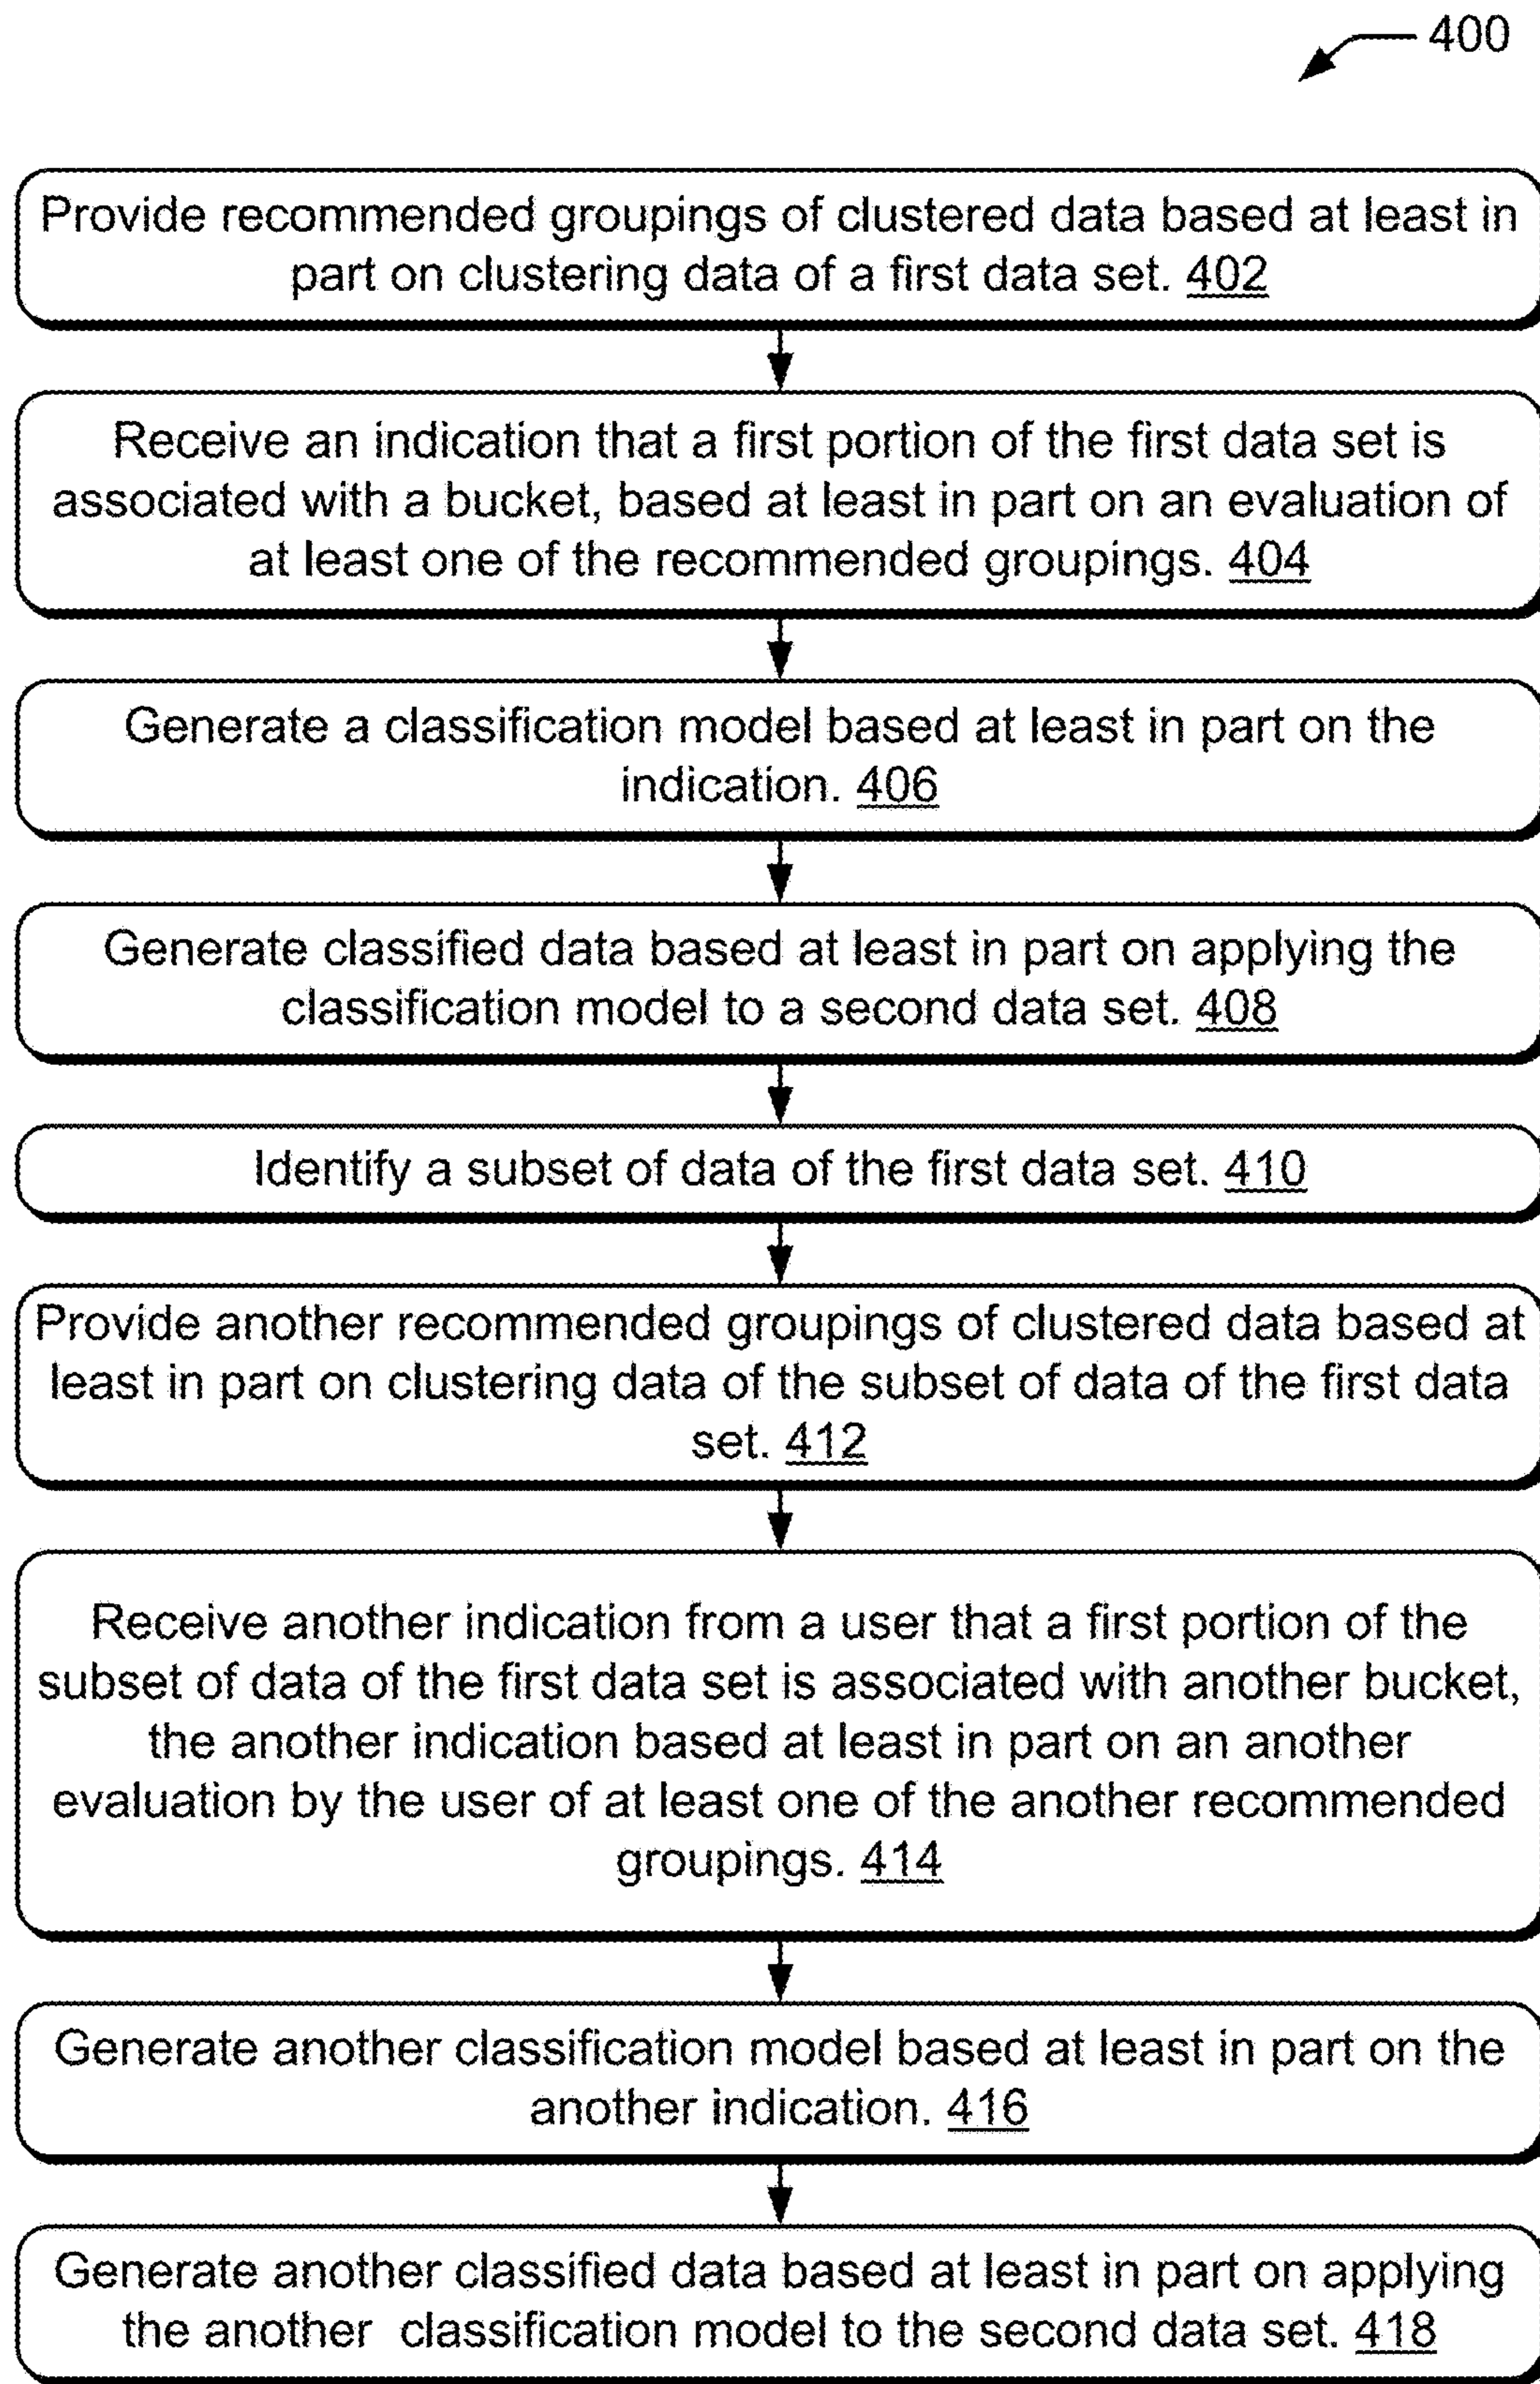 400
Provide recommended groupings of clustered data based at least in
part on clustering data of a first data set. 402
Receive an indication that a first portion of the first data set is
associated with a bucket, based at least in part on an evaluation of
at least one of the recommended groupings. 404
Generate a classification model based at least in part on the
indication. 406
Generate classified data based at least in part on applying the
classification model to a second data set. 408
Identify a subset of data of the first data set. 410
Provide another recommended groupings of clustered data based at
least in part on clustering data of the subset of data of the first data
set. 412
Receive another indication from a user that a first portion of the
subset of data of the first data set is associated with another bucket,
the another indication based at least in part on an another
evaluation by the user of at least one of the another recommended
groupings. 414
Generate another classification model based at least in part on the
another indication. 416
Generate another classified data based at least in part on applying
the another classification model to the second data set. 418